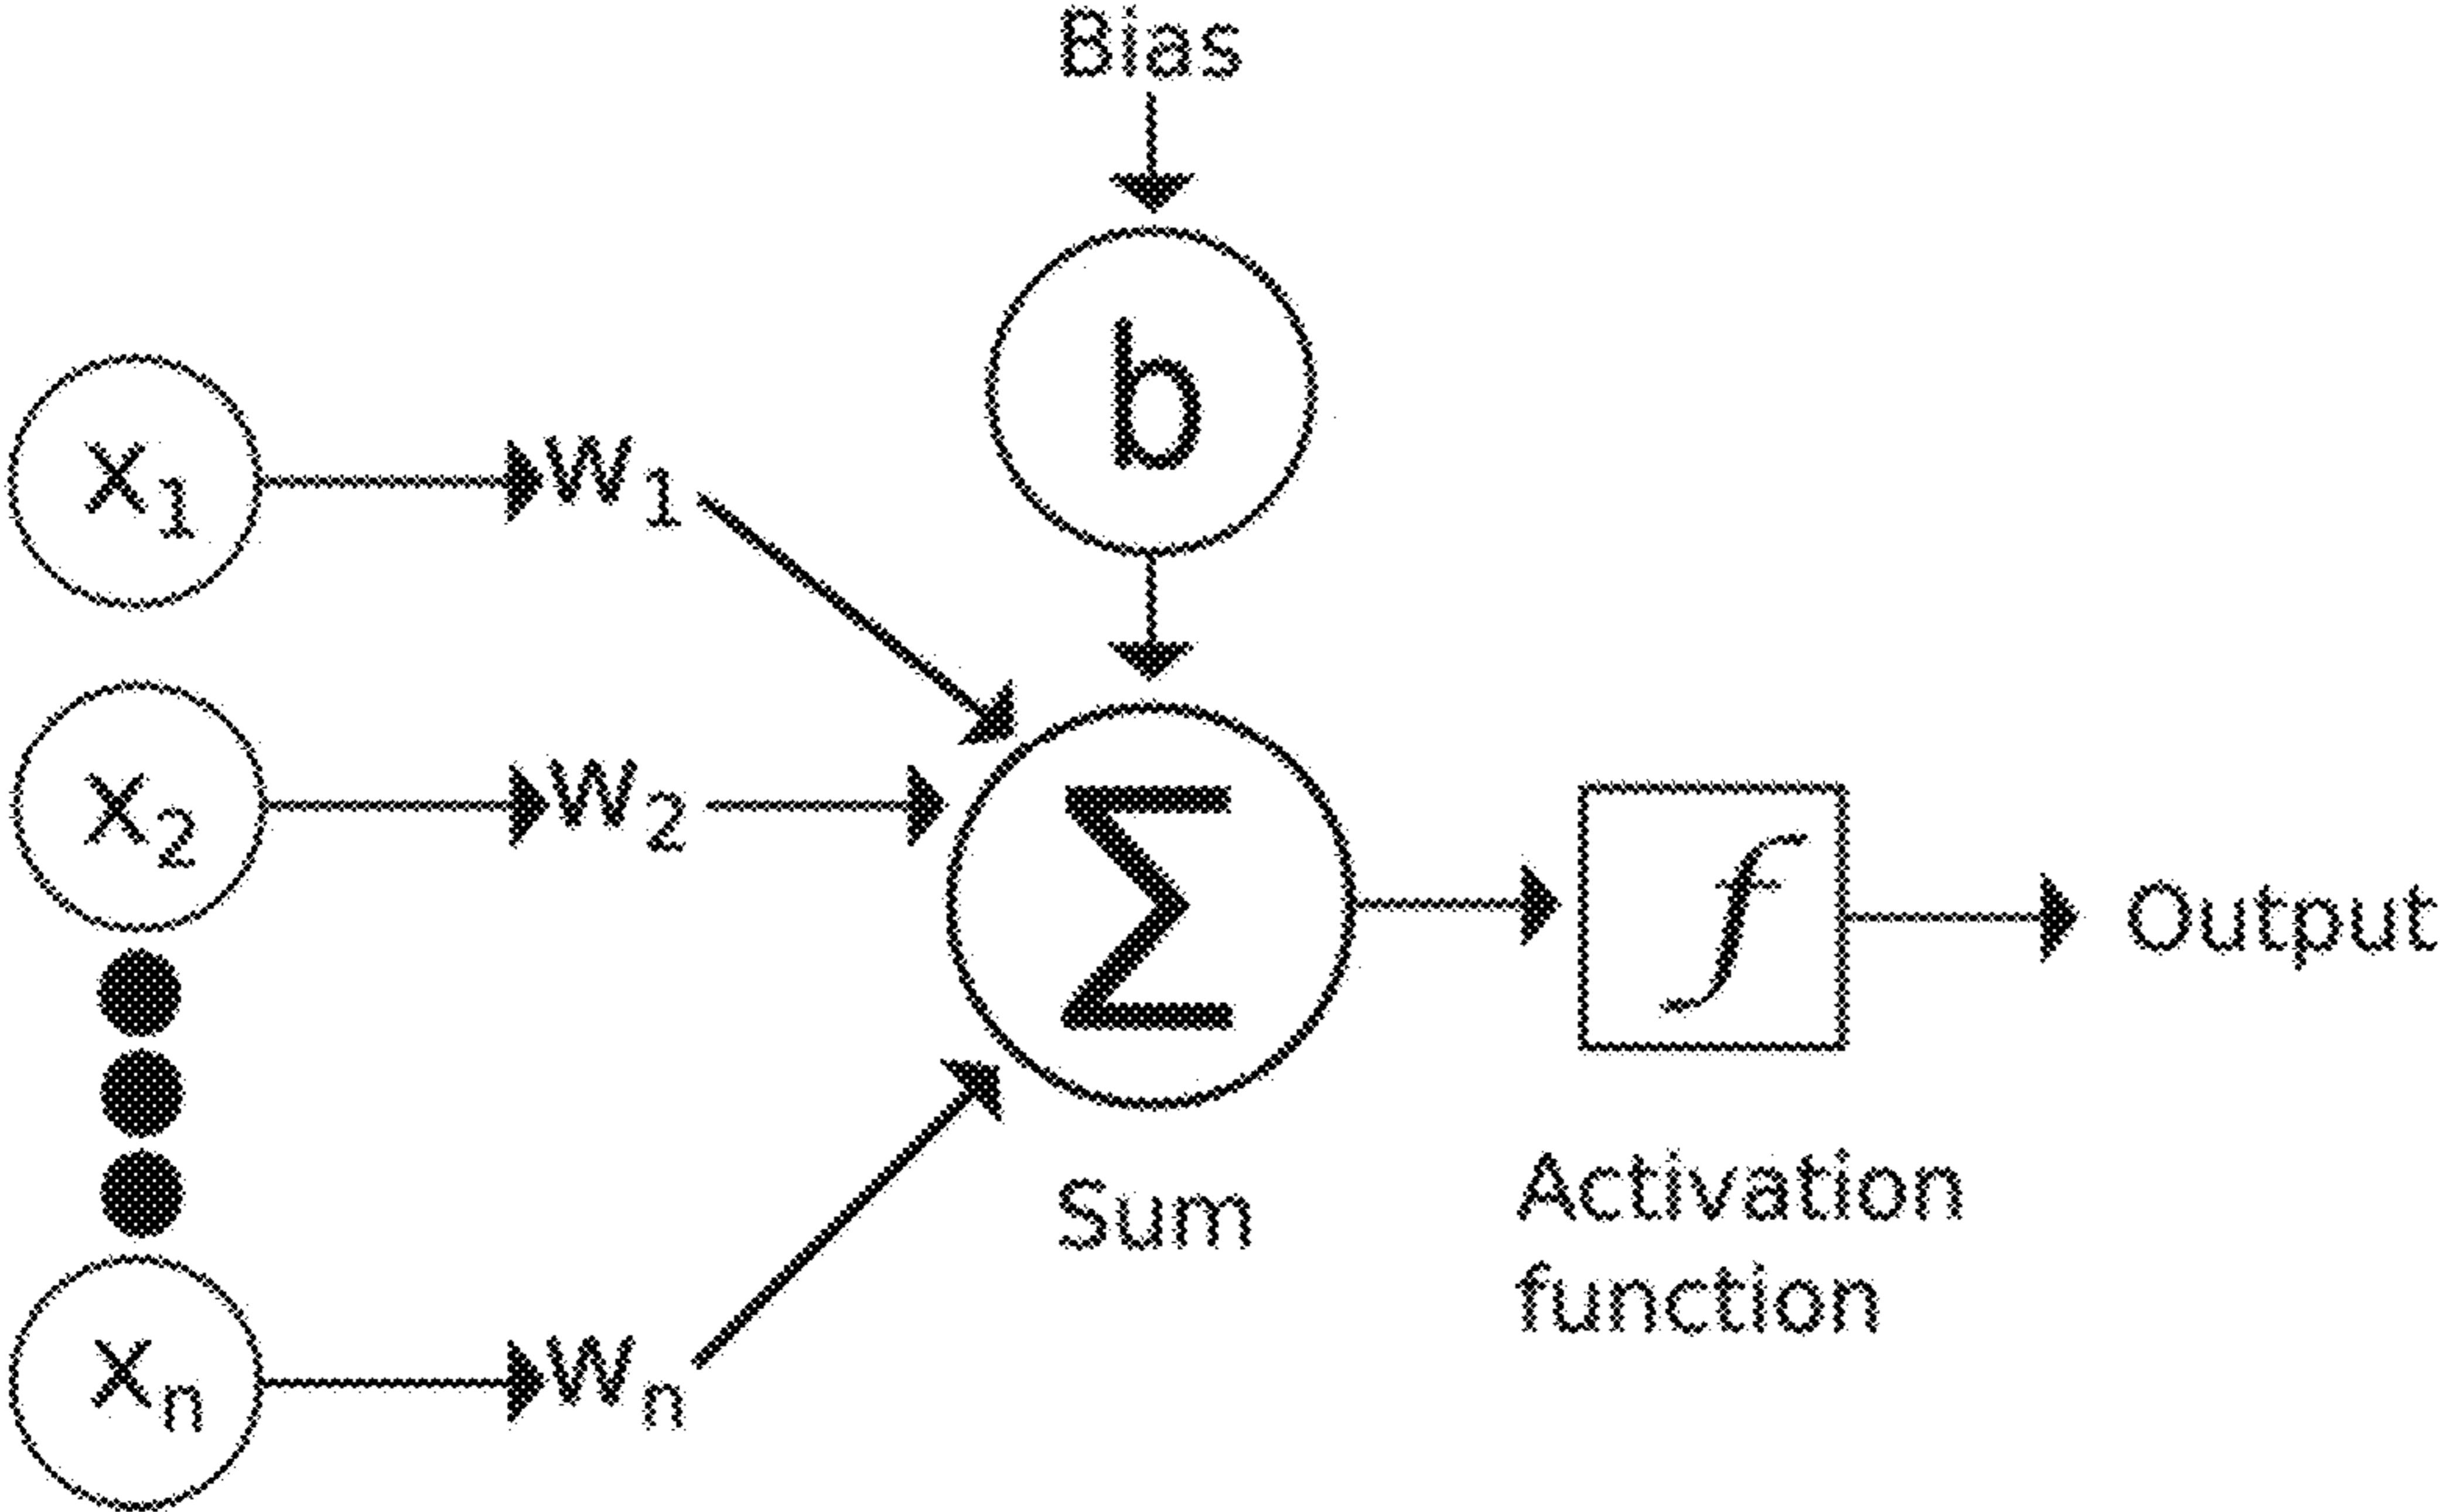 Bias
b
x₁
w₁
x₂
w₂
Σ
f
Output
Sum
Activation
function
xₙ
wₙ